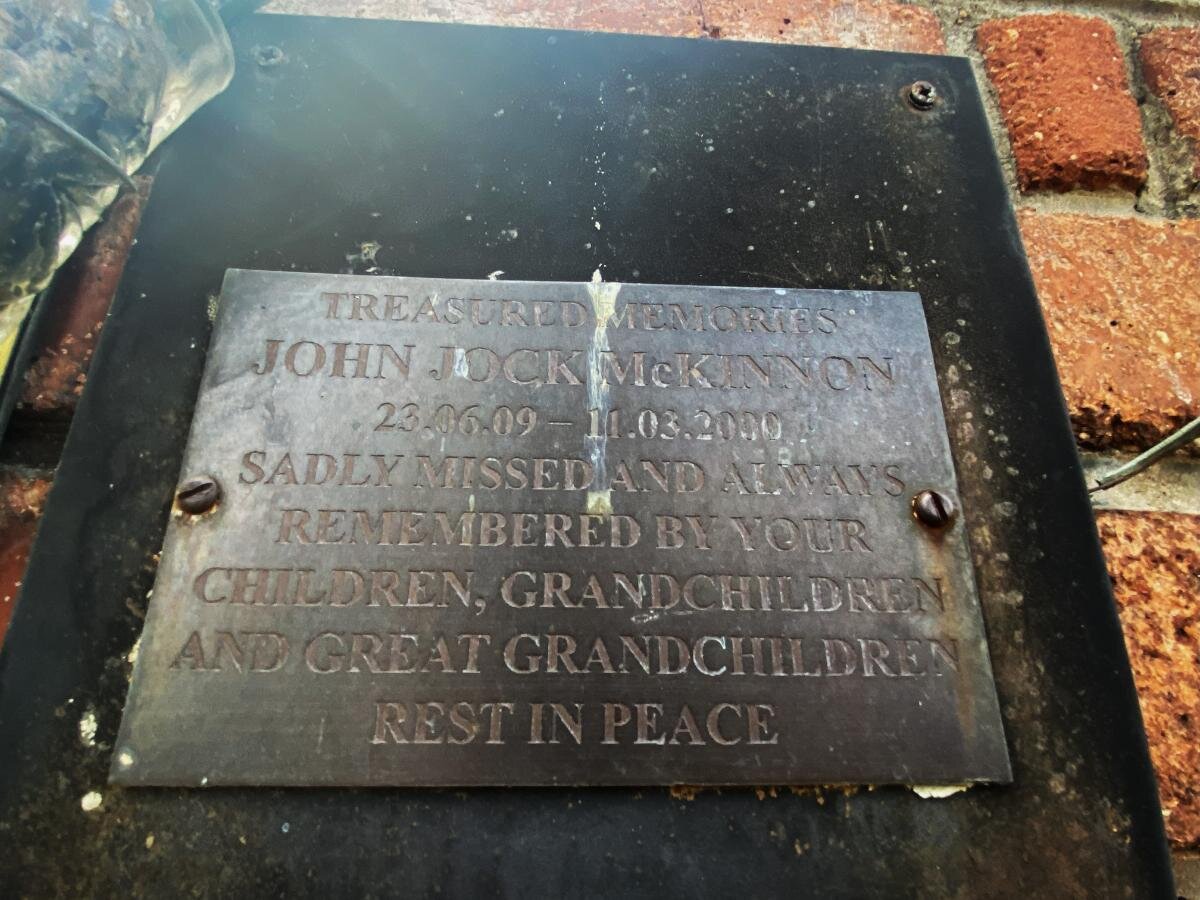 TREASURED MEMORIES
JOHN JOCK McKINNON
23.06.09 – 11.03.2000
SADLY MISSED AND ALWAYS
REMEMBERED BY YOUR
CHILDREN, GRANDCHILDREN
AND GREAT GRANDCHILDREN
REST IN PEACE